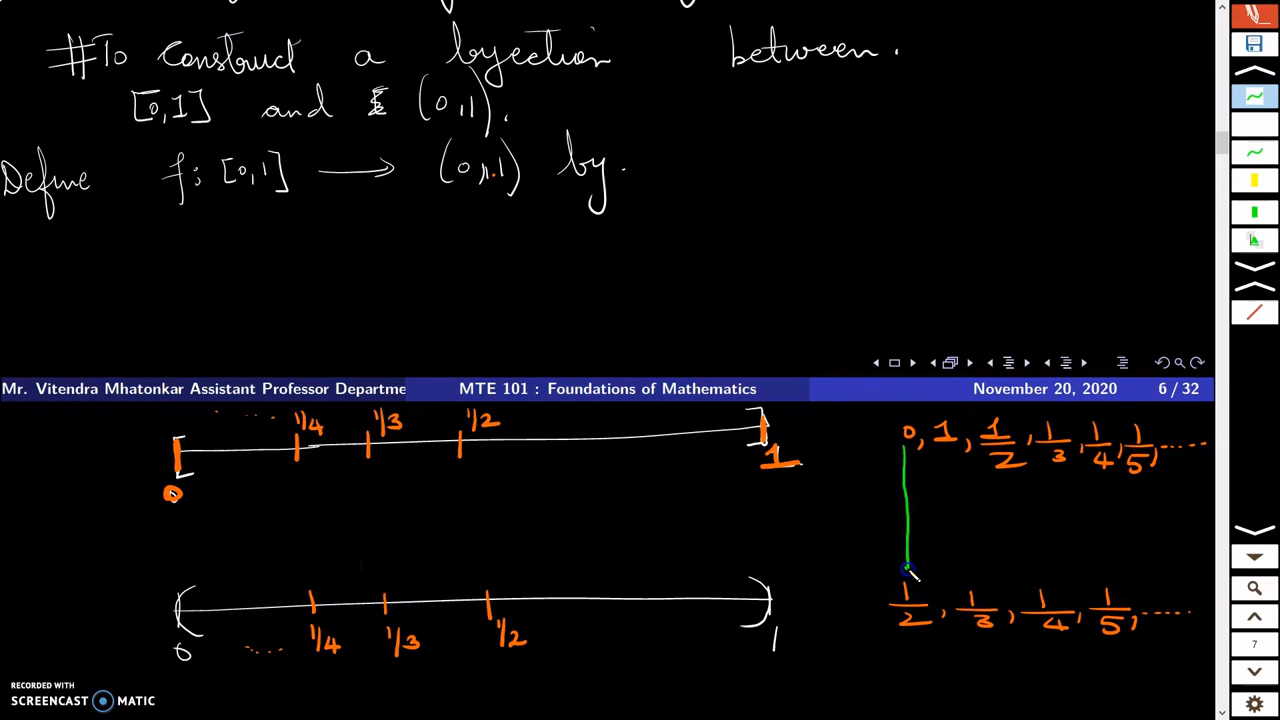 #To construct a byection between.
[0,1] and (0,1).
Define f: [0,1] → (0,1) by.
Mr. Vitendra Mhatonkar Assistant Professor Departme MTE 101 : Foundations of Mathematics November 20, 2020 6 / 32
..... 1/4 1/3 1/2
0 1
0, 1, 1/2, 1/3, 1/4, 1/5, .....
1/2, 1/3, 1/4, 1/5, .....
0 ..... 1/4 1/3 1/2 1
7
RECORDED WITH
SCREENCAST MATIC